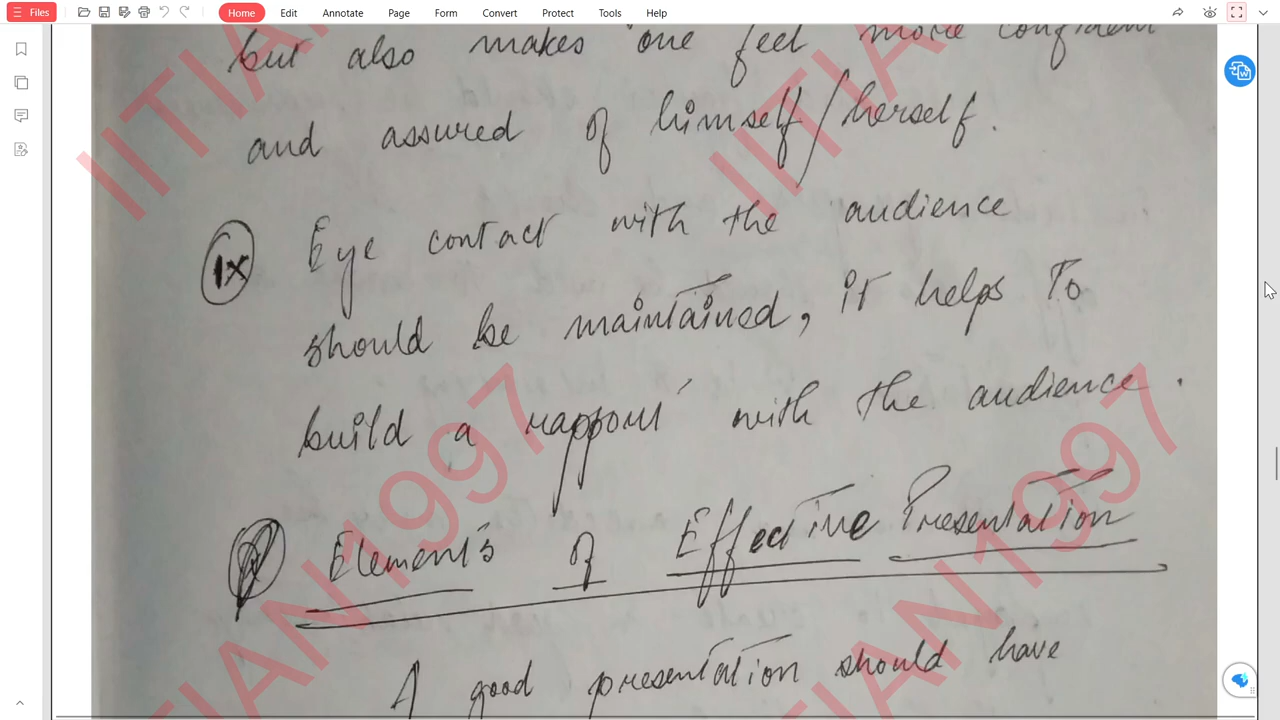 Files
Home
Edit
Annotate
Page
Form
Convert
Protect
Tools
Help
but also makes one feel more confident
and assured of himself/herself.
ix Eye contact with the audience
should be maintained, it helps to
build a rapport with the audience.
Elements of Effective Presentation
A good presentation should have
IITIAN1997
IITIAN1997